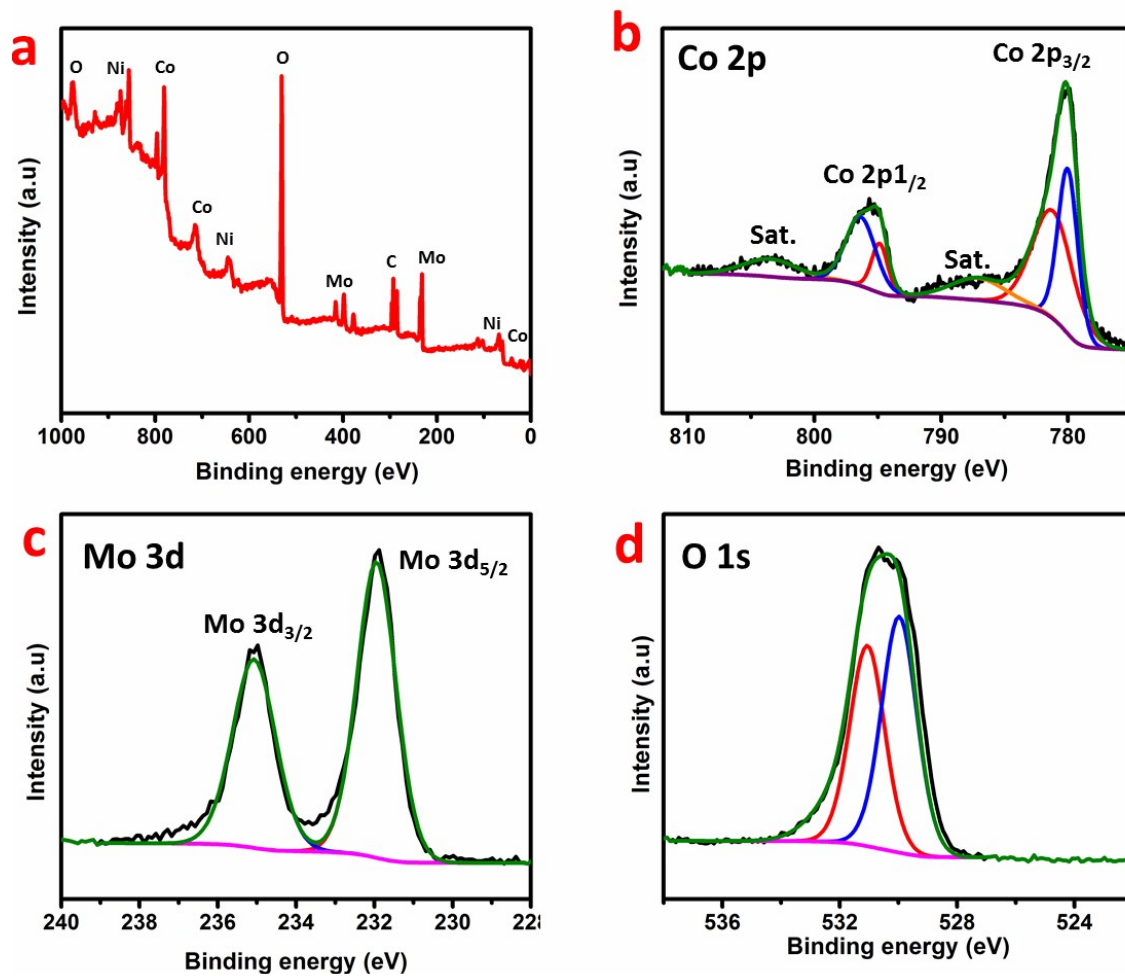 a
O
Ni
Co
O
Co
Ni
Mo
C
Mo
Ni
Co
Intensity (a.u)
1000 800 600 400 200 0
Binding energy (eV)
b
Co 2p
Co 2p3/2
Co 2p1/2
Sat.
Sat.
Intensity (a.u)
810 800 790 780
Binding energy (eV)
c
Mo 3d
Mo 3d5/2
Mo 3d3/2
Intensity (a.u)
240 238 236 234 232 230 228
Binding energy (eV)
d
O 1s
Intensity (a.u)
536 532 528 524
Binding energy (eV)